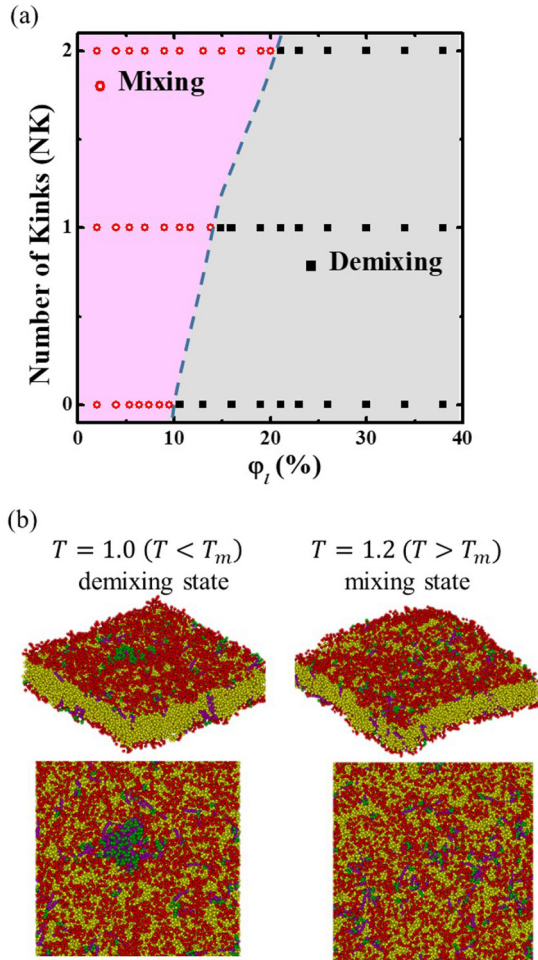 (a)
2
Mixing
Number of Kinks (NK)
1
Demixing
0
0 10 20 30 40
φ_l (%)
(b)
T = 1.0 (T < T_m) T = 1.2 (T > T_m)
demixing state mixing state